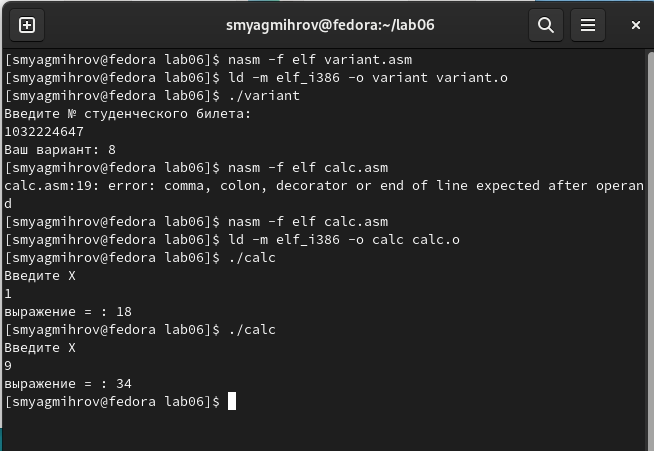 smyagmihrov@fedora:~/lab06
[smyagmihrov@fedora lab06]$ nasm -f elf variant.asm
[smyagmihrov@fedora lab06]$ ld -m elf_i386 -o variant variant.o
[smyagmihrov@fedora lab06]$ ./variant
Введите № студенческого билета:
1032224647
Ваш вариант: 8
[smyagmihrov@fedora lab06]$ nasm -f elf calc.asm
calc.asm:19: error: comma, colon, decorator or end of line expected after operan
d
[smyagmihrov@fedora lab06]$ nasm -f elf calc.asm
[smyagmihrov@fedora lab06]$ ld -m elf_i386 -o calc calc.o
[smyagmihrov@fedora lab06]$ ./calc
Введите X
1
выражение = : 18
[smyagmihrov@fedora lab06]$ ./calc
Введите X
9
выражение = : 34
[smyagmihrov@fedora lab06]$